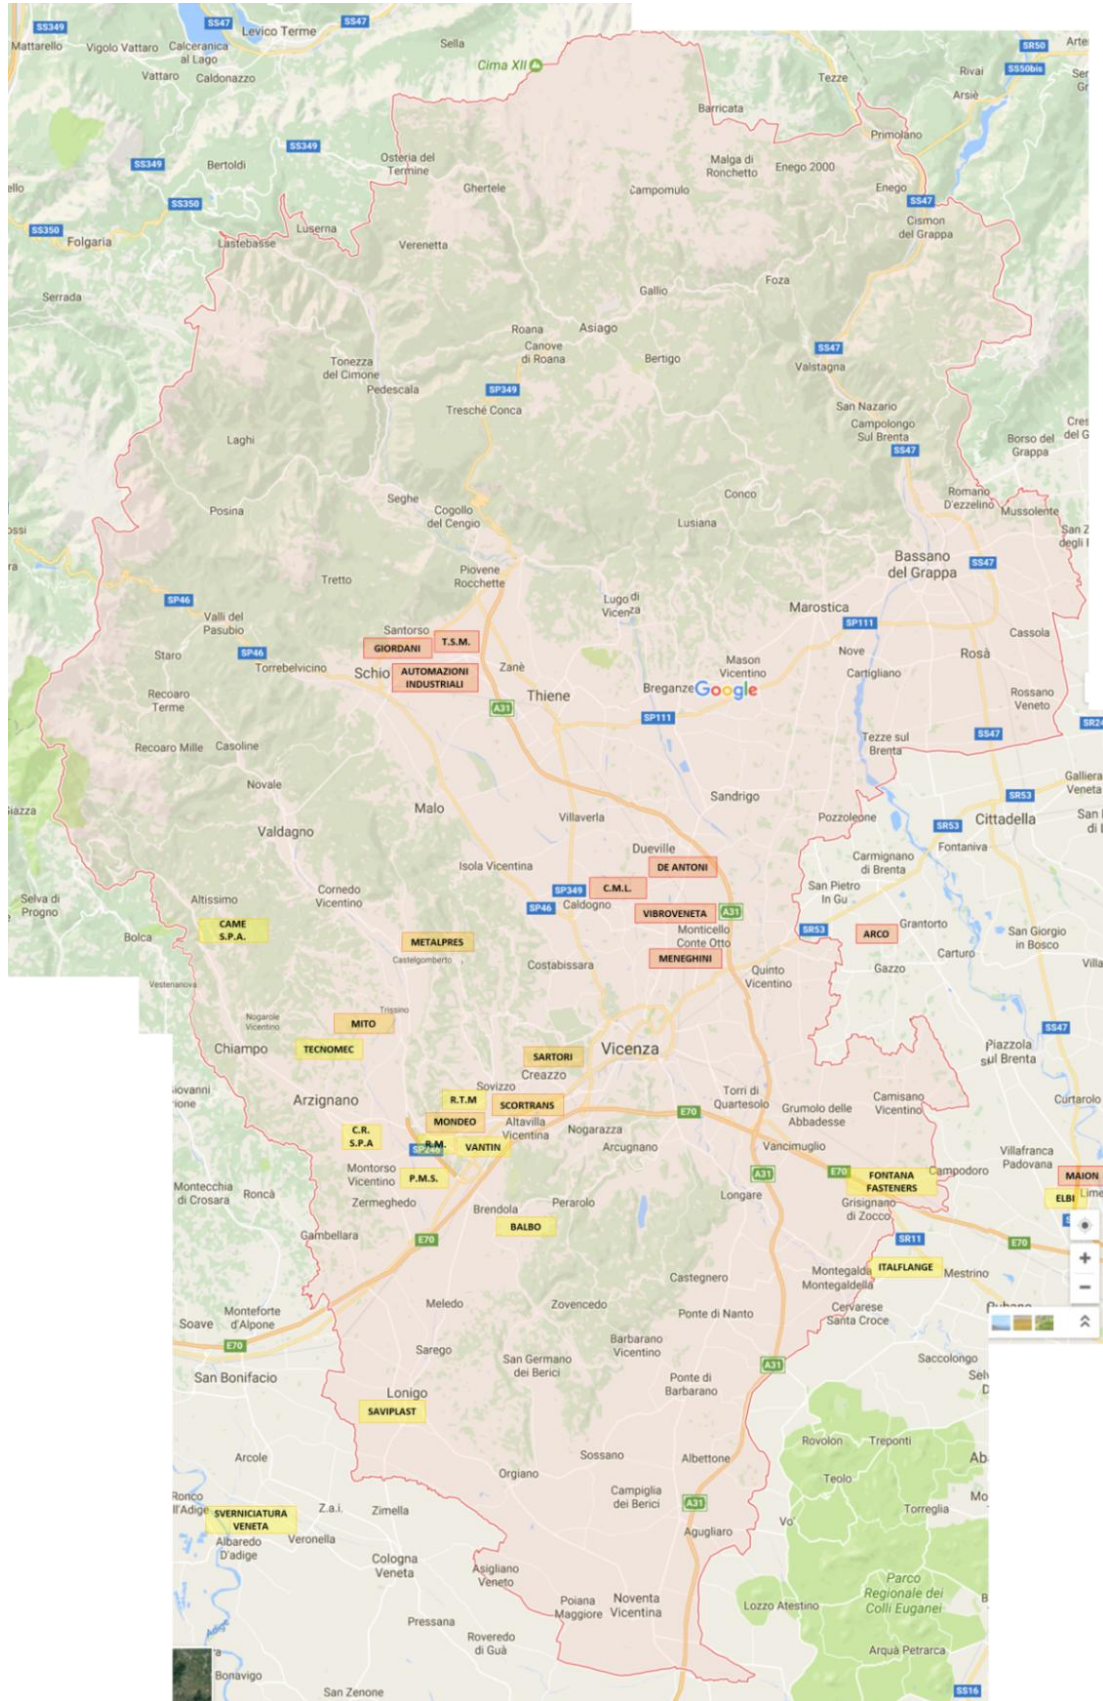 SS349
SS47
SS47
Levico Terme
Mattarello
Vigolo Vattaro
Calceranica
al Lago
Sella
SR50
Vattaro
Caldonazzo
Cima XII
Tezze
Rivai
SS50bis
Arsiè
Barricata
Primolano
SS349
SS349
Bertoldi
Osteria del
Termine
Malga di
Ronchetto
Enego 2000
SS350
Ghertele
Campomulo
Enego
SS47
SS350
Folgaria
Luserna
Lastebasse
Verenetta
Cismon
del Grappa
Serrada
Foza
Gallio
Roana
Asiago
Canove
di Roana
Tonezza
del Cimone
Bertigo
SS47
Valstagna
Pedescala
SP349
Tresché Conca
San Nazario
Campolongo
Sul Brenta
Laghi
Borso del
Grappa
SS47
Seghe
Conco
Romano
D'ezzelino
Mussolente
Posina
Cogollo
del Cengio
Lusiana
Bassano
del Grappa
SS47
Piovene
Rocchette
Tretto
SP46
Lugo di
Vicenza
Marostica
Valli del
Pasubio
SP111
Santorso
T.S.M.
GIORDANI
Cassola
Staro
SP46
Nove
Rosà
Torrebelvicino
Schio
AUTOMAZIONI
INDUSTRIALI
Zanè
Mason
Vicentino
Cartigliano
Recoaro
Terme
Thiene
Breganze
Google
Rossano
Veneto
A31
SP111
SS47
Tezze sul
Brenta
Recoaro Mille
Casoline
Novale
Galliera
Veneta
Sandrigo
SR53
Malo
Villaverla
Pozzoleone
Cittadella
Valdagno
SR53
Dueville
Fontaniva
Isola Vicentina
DE ANTONI
Carmignano
di Brenta
Selva di
Progno
Altissimo
Cornedo
Vicentino
SP349
C.M.L.
San Pietro
In Gu
SP46
Caldogno
VIBROVENETA
A31
CAME
S.P.A.
Bolca
Monticello
Conte Otto
SR53
ARCO
Grantorto
San Giorgio
in Bosco
METALPRES
Castelgomberto
MENEGHINI
Carturo
Costabissara
Quinto
Vicentino
Gazzo
Vestenanova
Trissino
Nogarole
Vicentino
MITO
SS47
Chiampo
TECNOMEC
SARTORI
Vicenza
Piazzola
sul Brenta
Creazzo
Sovizzo
Torri di
Quartesolo
Camisano
Vicentino
Curtarolo
Arzignano
R.T.M
SCORTRANS
E70
Grumolo delle
Abbadesse
MONDEO
Altavilla
Vicentina
Nogarazza
C.R.
S.P.A
R.M.
VANTIN
Arcugnano
Vancimuglio
Villafranca
Padovana
Montorso
Vicentino
P.M.S.
A31
E70
FONTANA
FASTENERS
Campodoro
MAION
Montecchia
di Crosara
Roncà
Zermeghedo
Brendola
Perarolo
Longare
Grisignano
di Zocco
ELBI
Gambellara
E70
BALBO
SR11
E70
Castegnero
Montegalda
Montegaldella
ITALFLANGE
Mestrino
Meledo
Zovencedo
Ponte di Nanto
Cervarese
Santa Croce
Monteforte
d'Alpone
Soave
E70
Sarego
Barbarano
Vicentino
A31
San Germano
dei Berici
Saccolongo
San Bonifacio
Lonigo
Ponte di
Barbarano
SAVIPLAST
Rovolon
Treponti
Arcole
Sossano
Albettone
Orgiano
Teolo
Campiglia
dei Berici
Ronco
all'Adige
Z.a.i.
Zimella
A31
Torreglia
SVERNICIATURA
VENETA
Vo'
Albaredo
D'adige
Veronella
Agugliaro
Cologna
Veneta
Asigliano
Veneto
Parco
Regionale dei
Colli Euganei
Poiana
Maggiore
Noventa
Vicentina
Lozzo Atestino
Adige
Pressana
Roveredo
di Guà
Arquà Petrarca
Bonavigo
San Zenone
SS16